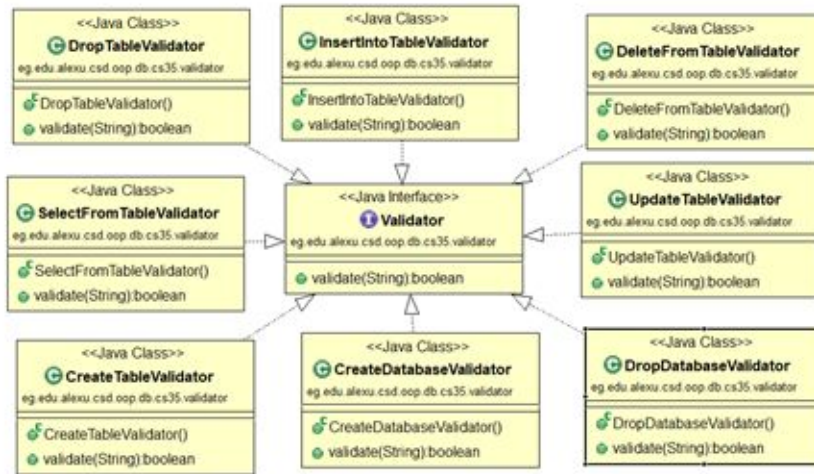 <<Java Class>>
DropTableValidator
eg.edu.alexu.csd.oop.db.cs35.validator
DropTableValidator()
validate(String):boolean
<<Java Class>>
InsertIntoTableValidator
eg.edu.alexu.csd.oop.db.cs35.validator
InsertIntoTableValidator()
validate(String):boolean
<<Java Class>>
DeleteFromTableValidator
eg.edu.alexu.csd.oop.db.cs35.validator
DeleteFromTableValidator()
validate(String):boolean
<<Java Class>>
SelectFromTableValidator
eg.edu.alexu.csd.oop.db.cs35.validator
SelectFromTableValidator()
validate(String):boolean
<<Java Interface>>
Validator
eg.edu.alexu.csd.oop.db.cs35.validator
validate(String):boolean
<<Java Class>>
UpdateTableValidator
eg.edu.alexu.csd.oop.db.cs35.validator
UpdateTableValidator()
validate(String):boolean
<<Java Class>>
CreateTableValidator
eg.edu.alexu.csd.oop.db.cs35.validator
CreateTableValidator()
validate(String):boolean
<<Java Class>>
CreateDatabaseValidator
eg.edu.alexu.csd.oop.db.cs35.validator
CreateDatabaseValidator()
validate(String):boolean
<<Java Class>>
DropDatabaseValidator
eg.edu.alexu.csd.oop.db.cs35.validator
DropDatabaseValidator()
validate(String):boolean